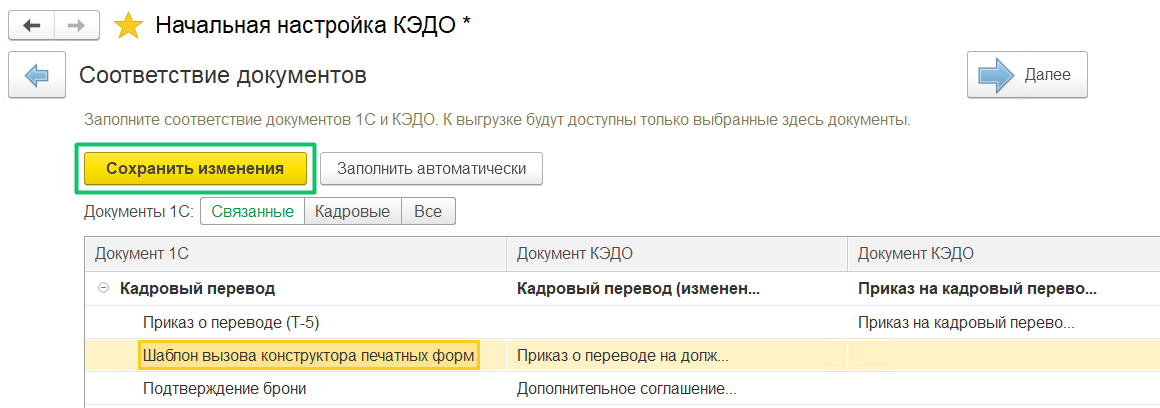 Начальная настройка КЭДО *
Соответствие документов
Далее
Заполните соответствие документов 1С и КЭДО. К выгрузке будут доступны только выбранные здесь документы.
Сохранить изменения Заполнить автоматически
Документы 1С: Связанные Кадровые Все
Документ 1С Документ КЭДО Документ КЭДО
Кадровый перевод Кадровый перевод (изменен... Приказ на кадровый перево...
Приказ о переводе (Т-5) Приказ на кадровый перево...
Шаблон вызова конструктора печатных форм Приказ о переводе на долж...
Подтверждение брони Дополнительное соглашение...